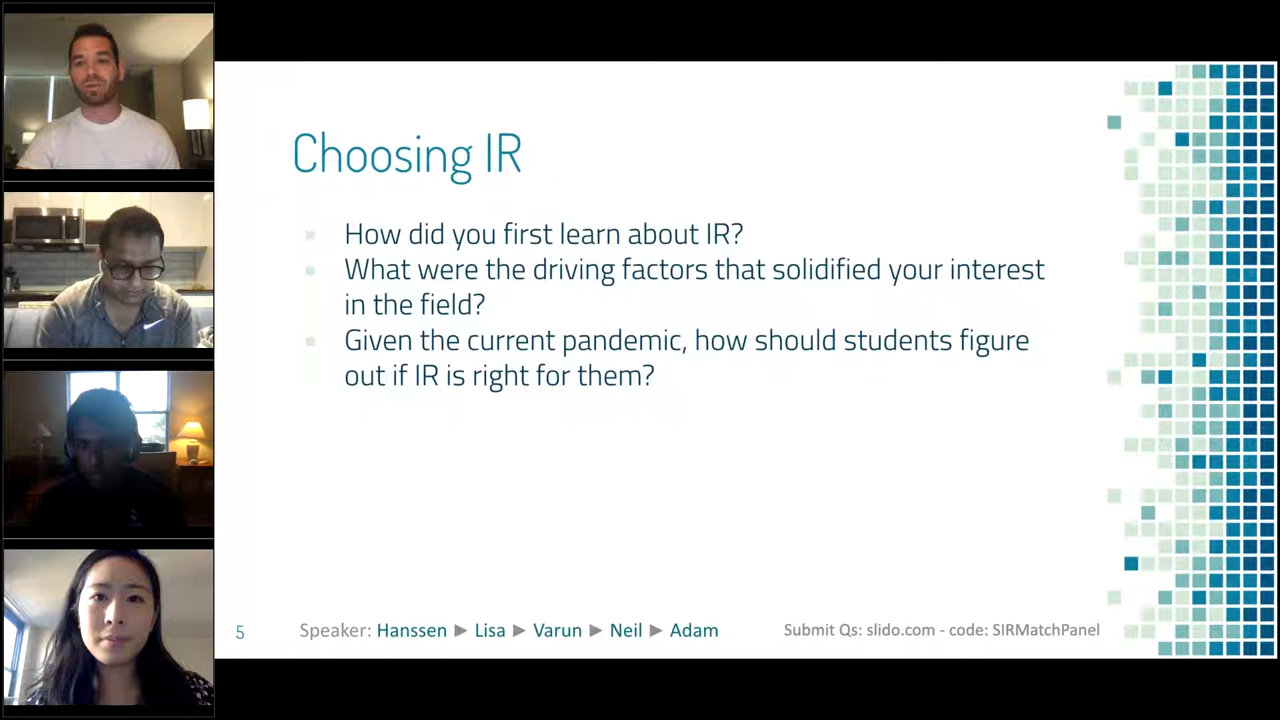 Choosing IR
How did you first learn about IR?
What were the driving factors that solidified your interest
in the field?
Given the current pandemic, how should students figure
out if IR is right for them?
5
Speaker: Hanssen ▶ Lisa ▶ Varun ▶ Neil ▶ Adam
Submit Qs: slido.com - code: SIRMatchPanel